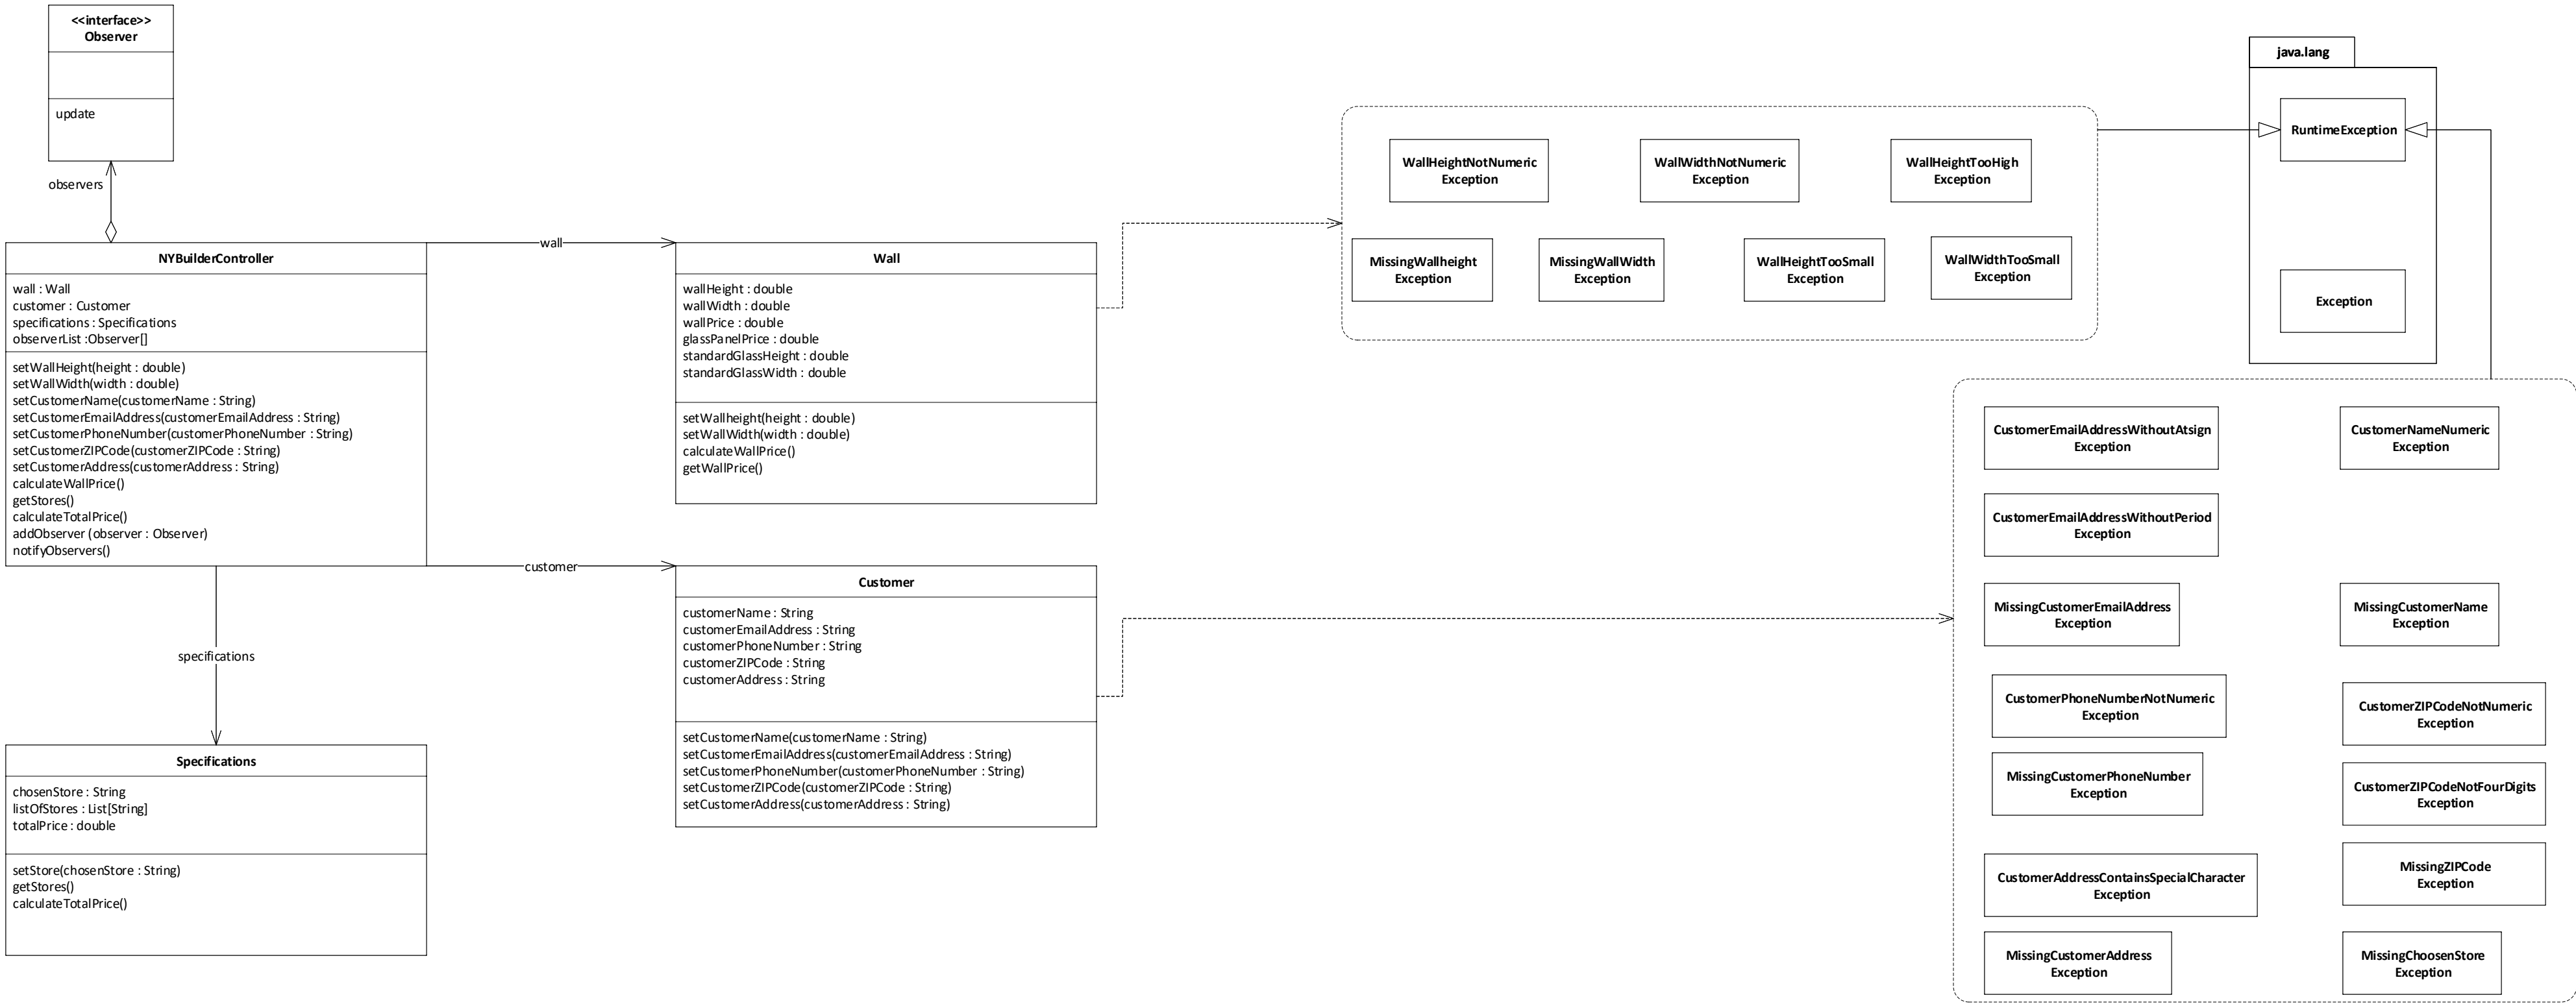 <<interface>>
Observer
update
observers
NYBuilderController
wall : Wall
customer : Customer
specifications : Specifications
observerList :Observer[]
setWallHeight(height : double)
setWallWidth(width : double)
setCustomerName(customerName : String)
setCustomerEmailAddress(customerEmailAddress : String)
setCustomerPhoneNumber(customerPhoneNumber : String)
setCustomerZIPCode(customerZIPCode : String)
setCustomerAddress(customerAddress : String)
calculateWallPrice()
getStores()
calculateTotalPrice()
addObserver (observer : Observer)
notifyObservers()
wall
Wall
wallHeight : double
wallWidth : double
wallPrice : double
glassPanelPrice : double
standardGlassHeight : double
standardGlassWidth : double
setWallheight(height : double)
setWallWidth(width : double)
calculateWallPrice()
getWallPrice()
customer
Customer
customerName : String
customerEmailAddress : String
customerPhoneNumber : String
customerZIPCode : String
customerAddress : String
setCustomerName(customerName : String)
setCustomerEmailAddress(customerEmailAddress : String)
setCustomerPhoneNumber(customerPhoneNumber : String)
setCustomerZIPCode(customerZIPCode : String)
setCustomerAddress(customerAddress : String)
specifications
Specifications
chosenStore : String
listOfStores : List[String]
totalPrice : double
setStore(chosenStore : String)
getStores()
calculateTotalPrice()
WallHeightNotNumeric
Exception
WallWidthNotNumeric
Exception
WallHeightTooHigh
Exception
MissingWallheight
Exception
MissingWallWidth
Exception
WallHeightTooSmall
Exception
WallWidthTooSmall
Exception
java.lang
RuntimeException
Exception
CustomerEmailAddressWithoutAtsign
Exception
CustomerNameNumeric
Exception
CustomerEmailAddressWithoutPeriod
Exception
MissingCustomerEmailAddress
Exception
MissingCustomerName
Exception
CustomerPhoneNumberNotNumeric
Exception
CustomerZIPCodeNotNumeric
Exception
MissingCustomerPhoneNumber
Exception
CustomerZIPCodeNotFourDigits
Exception
CustomerAddressContainsSpecialCharacter
Exception
MissingZIPCode
Exception
MissingCustomerAddress
Exception
MissingChoosenStore
Exception